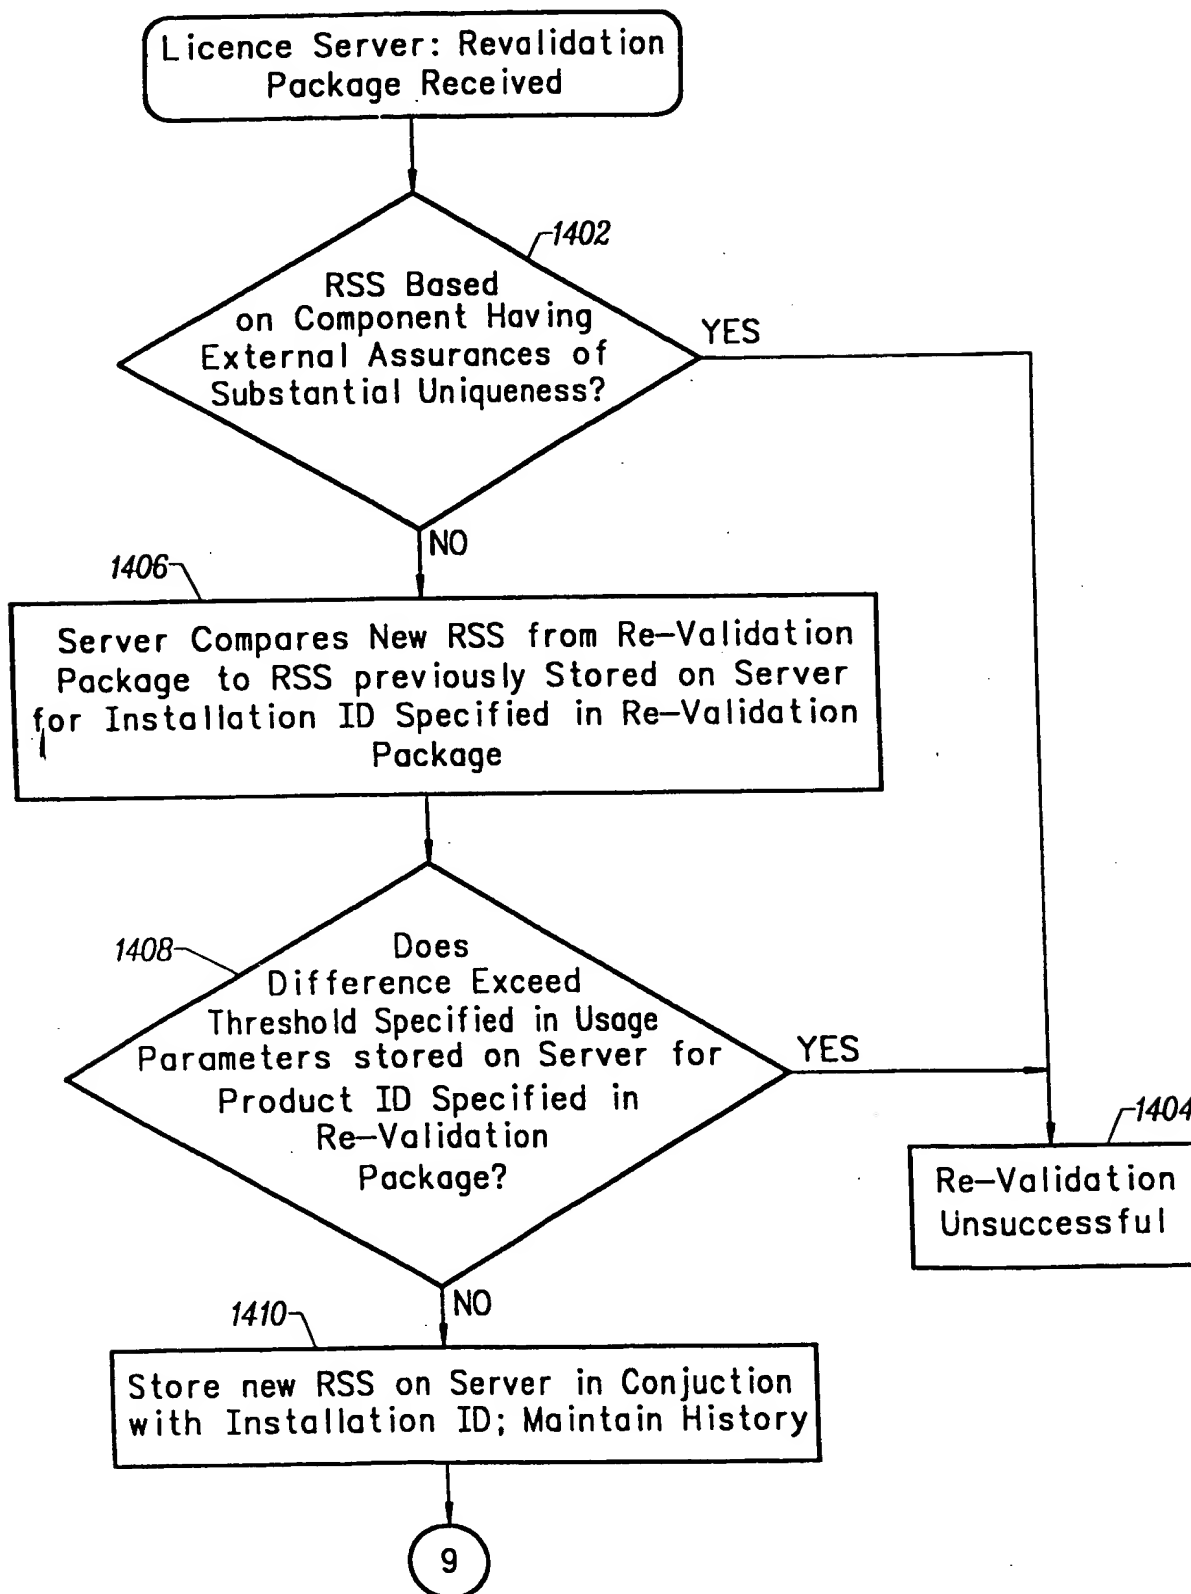 Licence Server: Revalidation
Package Received
1402
RSS Based
on Component Having
External Assurances of
Substantial Uniqueness?
YES
NO
1406
Server Compares New RSS from Re-Validation
Package to RSS previously Stored on Server
for Installation ID Specified in Re-Validation
Package
1408
Does
Difference Exceed
Threshold Specified in Usage
Parameters stored on Server for
Product ID Specified in
Re-Validation
Package?
YES
1404
Re-Validation
Unsuccessful
NO
1410
Store new RSS on Server in Conjuction
with Installation ID; Maintain History
9